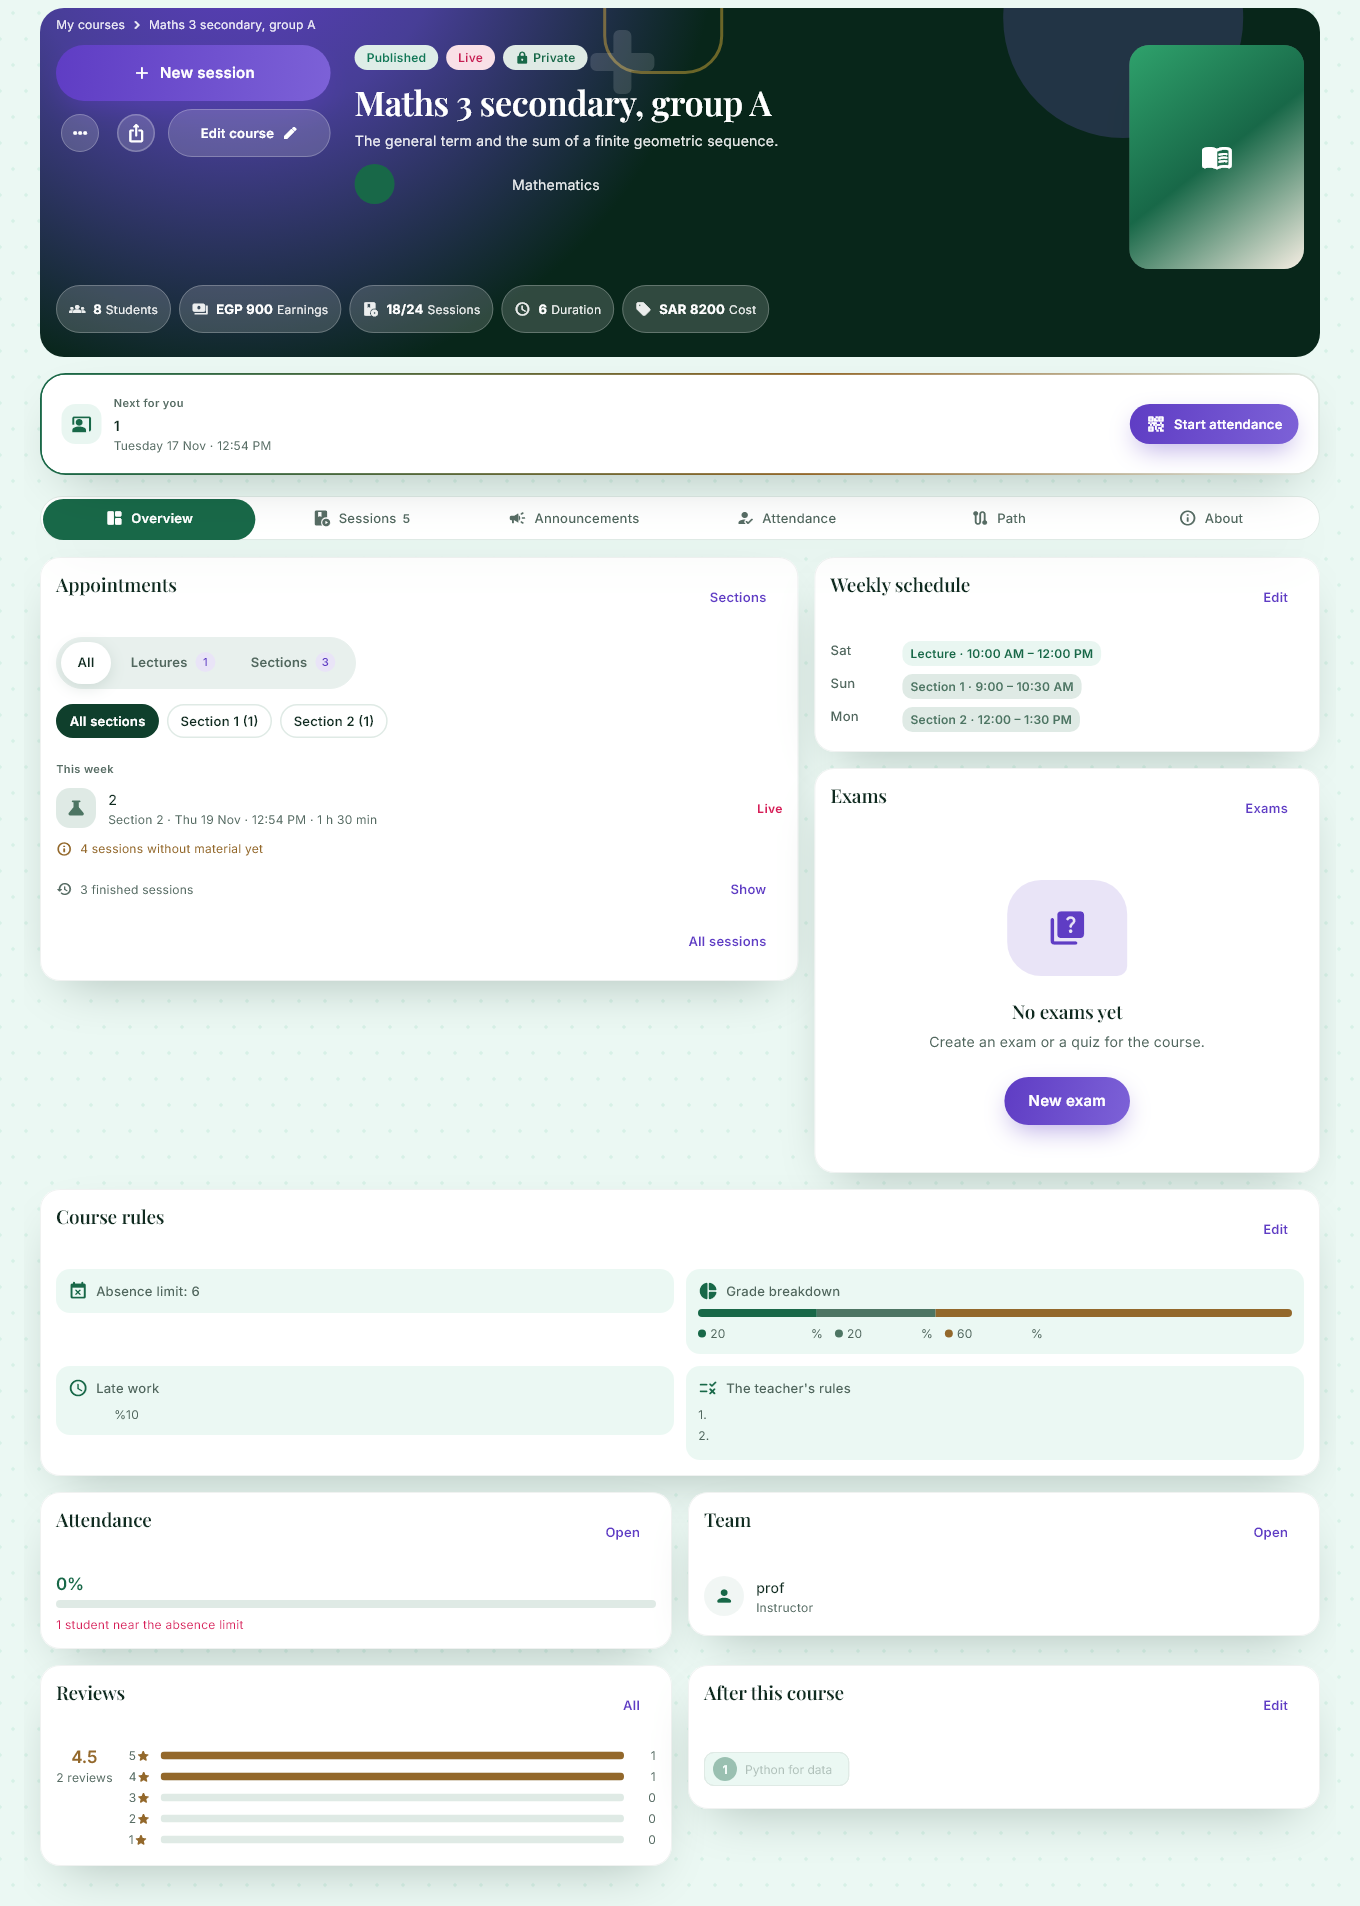 My courses > Maths 3 secondary, group A
+ New session
Edit course
Published Live Private
Maths 3 secondary, group A
The general term and the sum of a finite geometric sequence.
Mathematics
8 Students EGP 900 Earnings 18/24 Sessions 6 Duration SAR 8200 Cost
Next for you
1
Tuesday 17 Nov · 12:54 PM
Start attendance
Overview Sessions 5 Announcements Attendance Path About
Appointments
Sections
All Lectures 1 Sections 3
All sections Section 1 (1) Section 2 (1)
This week
2
Section 2 · Thu 19 Nov · 12:54 PM · 1 h 30 min
Live
4 sessions without material yet
3 finished sessions
Show
All sessions
Weekly schedule
Edit
Sat Lecture · 10:00 AM – 12:00 PM
Sun Section 1 · 9:00 – 10:30 AM
Mon Section 2 · 12:00 – 1:30 PM
Exams
Exams
?
No exams yet
Create an exam or a quiz for the course.
New exam
Course rules
Edit
Absence limit: 6
Grade breakdown
20 % 20 % 60 %
Late work
%10
The teacher's rules
1.
2.
Attendance
Open
0%
1 student near the absence limit
Team
Open
prof
Instructor
Reviews
All
4.5
2 reviews
5★ 1
4★ 1
3★ 0
2★ 0
1★ 0
After this course
Edit
1 Python for data